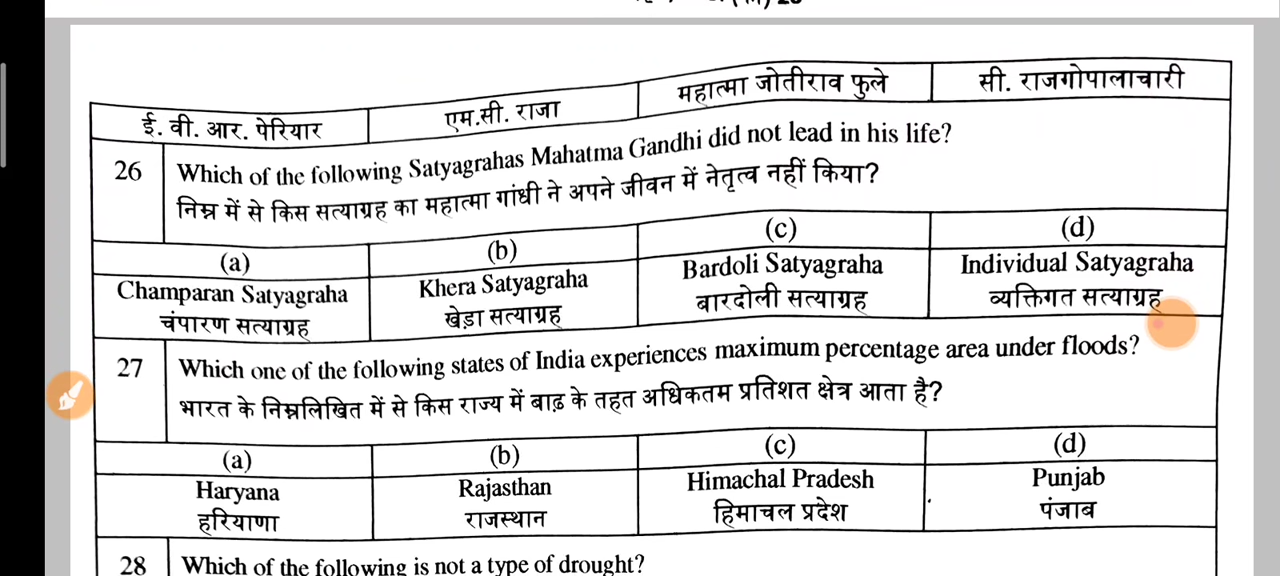 ई. वी. आर. पेरियार
एम.सी. राजा
महात्मा जोतीराव फुले
सी. राजगोपालाचारी
26
Which of the following Satyagrahas Mahatma Gandhi did not lead in his life?
निम्न में से किस सत्याग्रह का महात्मा गांधी ने अपने जीवन में नेतृत्व नहीं किया?
(a)
(b)
(c)
(d)
Champaran Satyagraha
चंपारण सत्याग्रह
Khera Satyagraha
खेड़ा सत्याग्रह
Bardoli Satyagraha
बारदोली सत्याग्रह
Individual Satyagraha
व्यक्तिगत सत्याग्रह
27
Which one of the following states of India experiences maximum percentage area under floods?
भारत के निम्नलिखित में से किस राज्य में बाढ़ के तहत अधिकतम प्रतिशत क्षेत्र आता है?
(a)
(b)
(c)
(d)
Haryana
हरियाणा
Rajasthan
राजस्थान
Himachal Pradesh
हिमाचल प्रदेश
Punjab
पंजाब
28
Which of the following is not a type of drought?